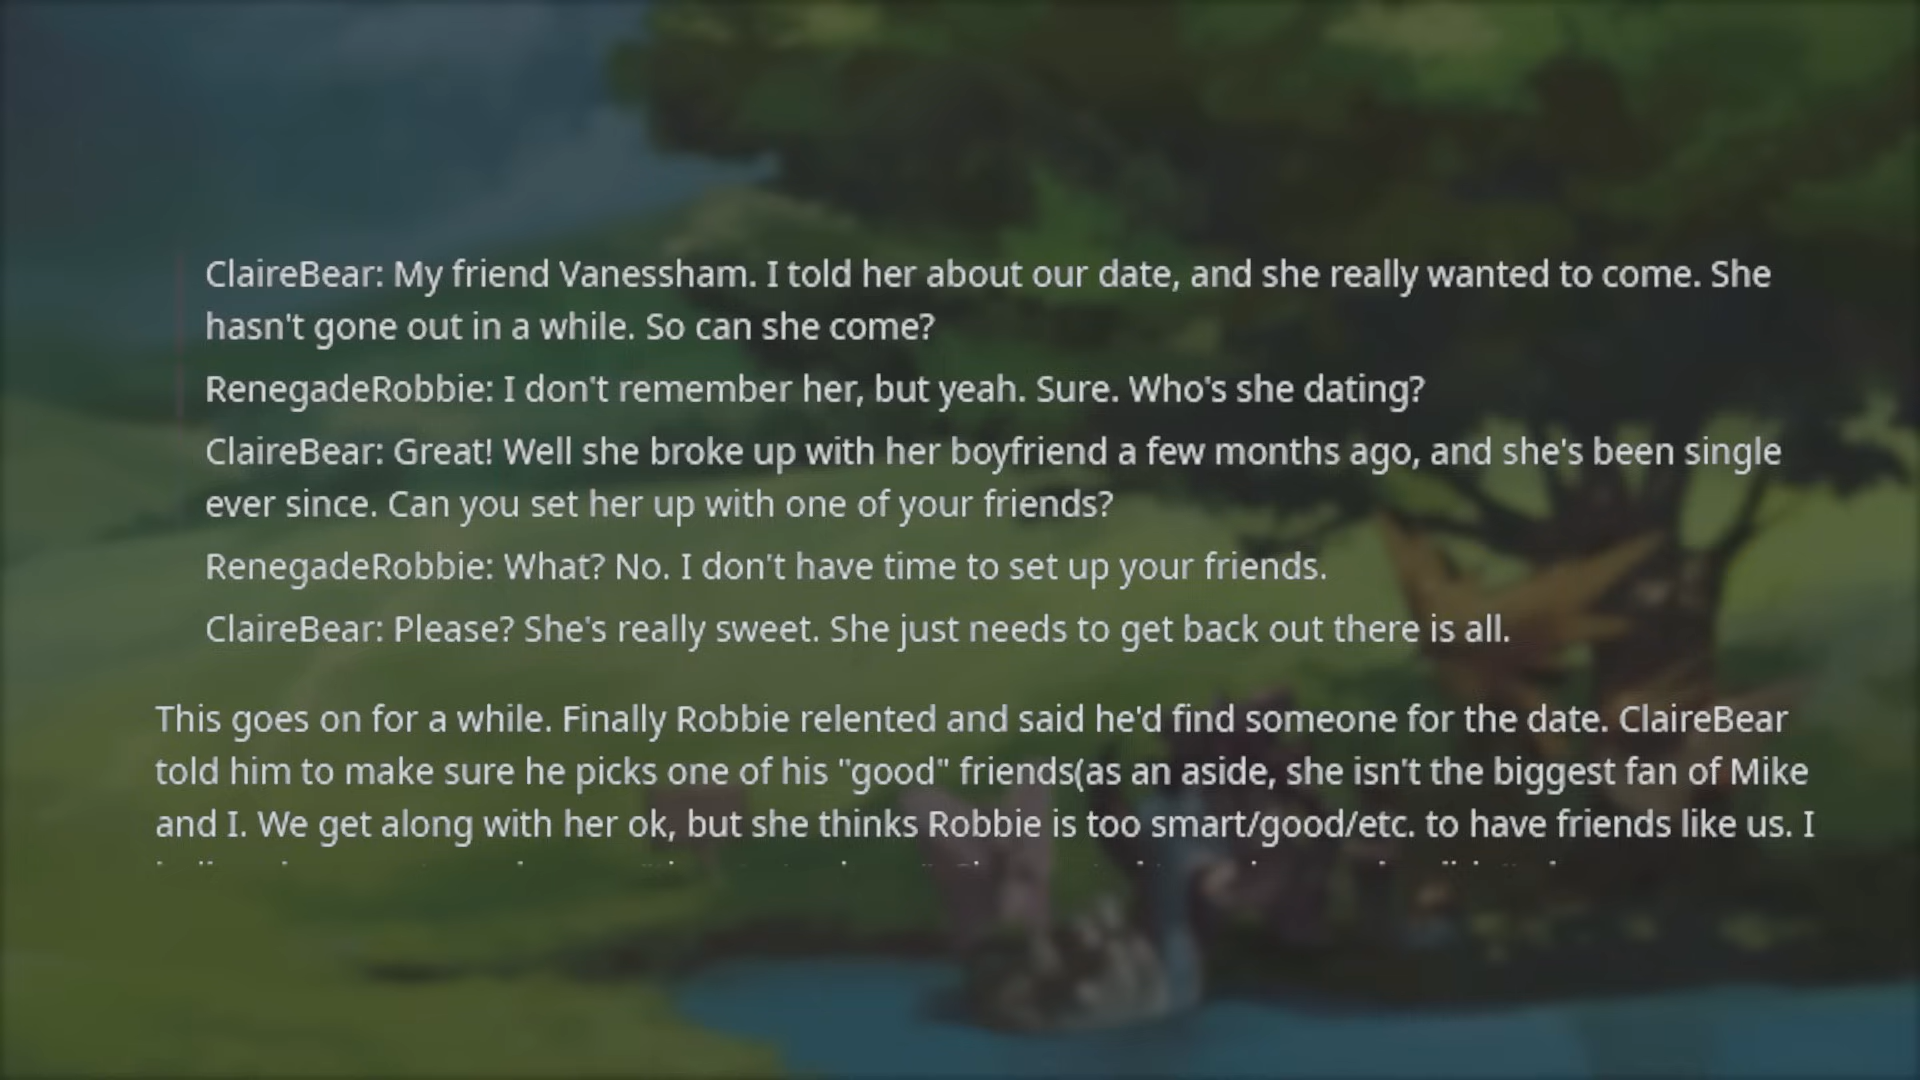 ClaireBear: My friend Vanessham. I told her about our date, and she really wanted to come. She
hasn't gone out in a while. So can she come?
RenegadeRobbie: I don't remember her, but yeah. Sure. Who's she dating?
ClaireBear: Great! Well she broke up with her boyfriend a few months ago, and she's been single
ever since. Can you set her up with one of your friends?
RenegadeRobbie: What? No. I don't have time to set up your friends.
ClaireBear: Please? She's really sweet. She just needs to get back out there is all.
This goes on for a while. Finally Robbie relented and said he'd find someone for the date. ClaireBear
told him to make sure he picks one of his "good" friends(as an aside, she isn't the biggest fan of Mike
and I. We get along with her ok, but she thinks Robbie is too smart/good/etc. to have friends like us. I